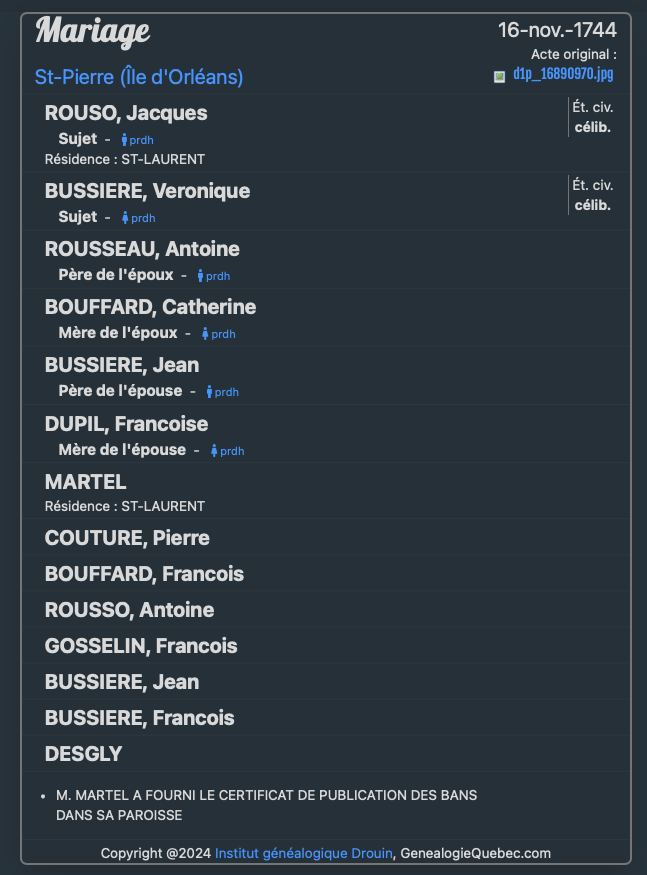 Mariage
16-nov.-1744
Acte original :
St-Pierre (Île d'Orléans)
d1p_16890970.jpg
ROUSO, Jacques
Ét. civ.
célib.
Sujet - prdh
Résidence : ST-LAURENT
BUSSIERE, Veronique
Ét. civ.
célib.
Sujet - prdh
ROUSSEAU, Antoine
Père de l'époux - prdh
BOUFFARD, Catherine
Mère de l'époux - prdh
BUSSIERE, Jean
Père de l'épouse - prdh
DUPIL, Francoise
Mère de l'épouse - prdh
MARTEL
Résidence : ST-LAURENT
COUTURE, Pierre
BOUFFARD, Francois
ROUSSO, Antoine
GOSSELIN, Francois
BUSSIERE, Jean
BUSSIERE, Francois
DESGLY
• M. MARTEL A FOURNI LE CERTIFICAT DE PUBLICATION DES BANS
DANS SA PAROISSE
Copyright @2024 Institut généalogique Drouin, GenealogieQuebec.com